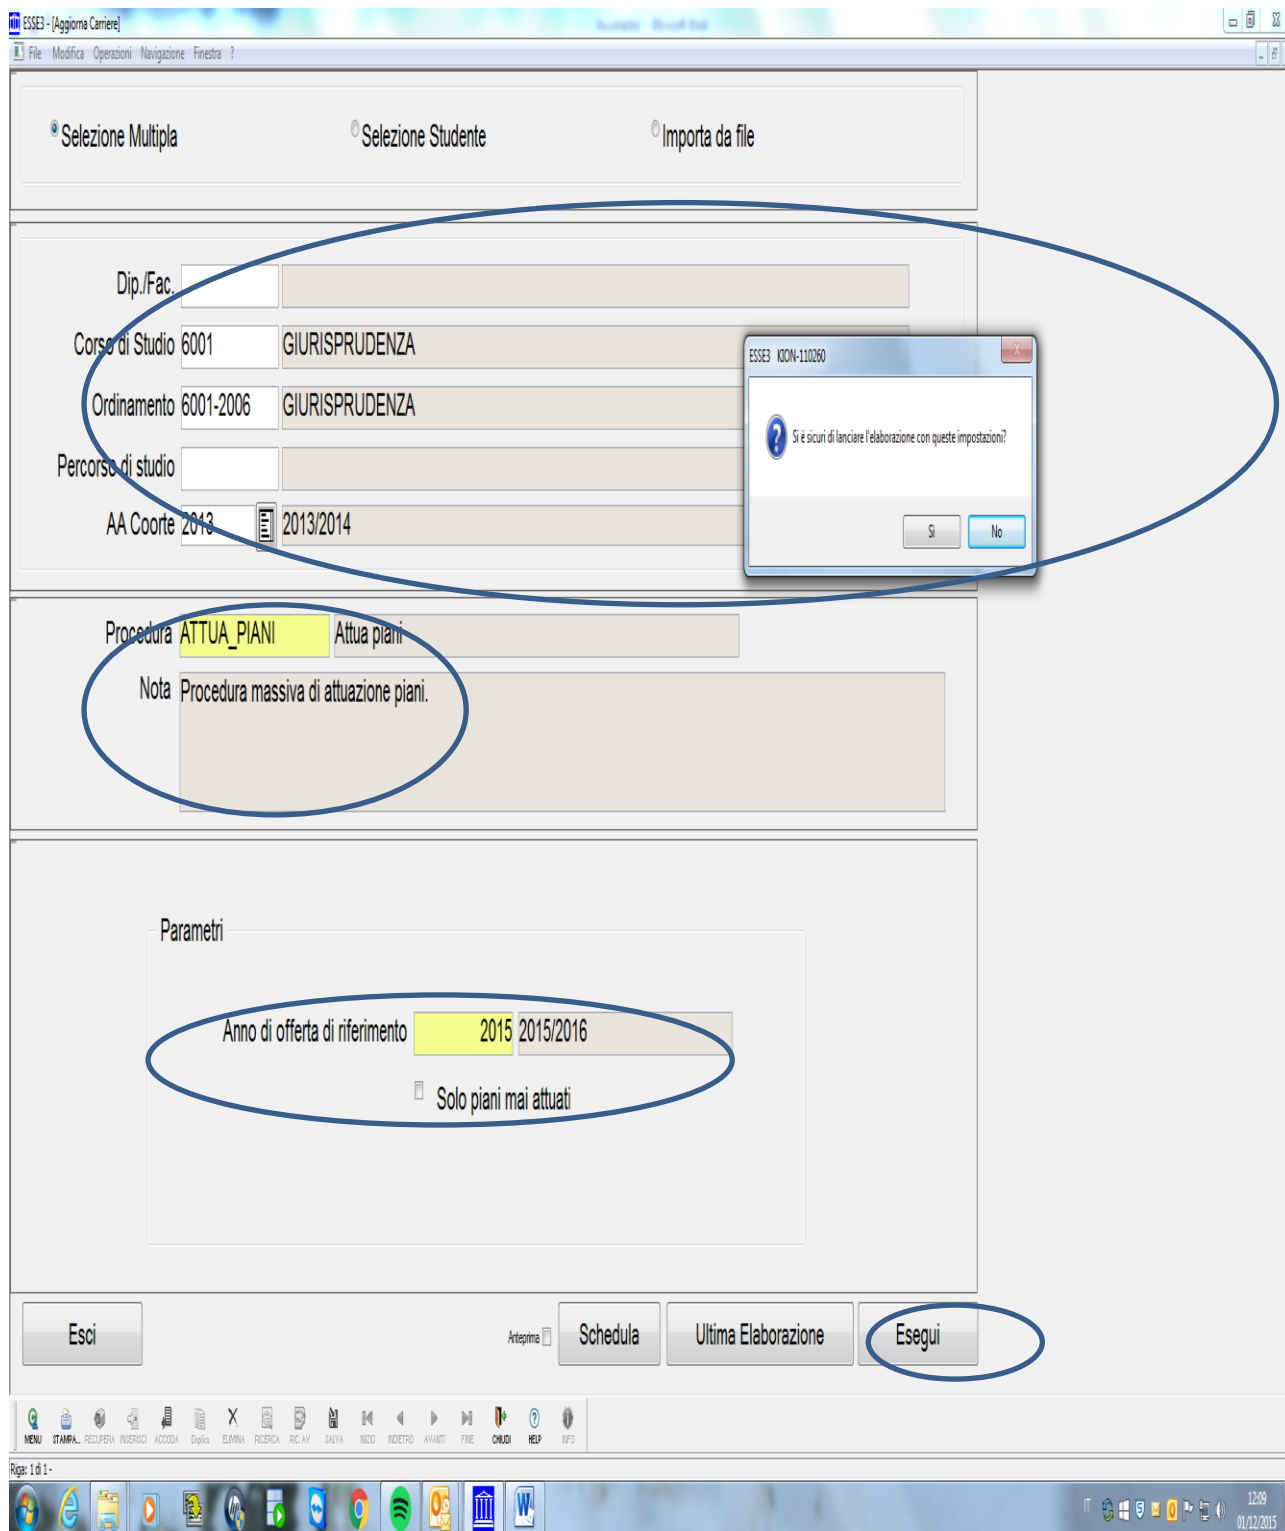 ESSE3 - [Aggiorna Carriere]
File Modifica Operazioni Navigazione Finestra ?
Selezione Multipla Selezione Studente Importa da file
Dip./Fac.
Corso di Studio 6001 GIURISPRUDENZA
Ordinamento 6001-2006 GIURISPRUDENZA
Percorso di studio
AA Coorte 2013 2013/2014
ESSE3 KION-110260
Si è sicuri di lanciare l'elaborazione con queste impostazioni?
Sì No
Procedura ATTUA_PIANI Attua piani
Nota Procedura massiva di attuazione piani.
Parametri
Anno di offerta di riferimento 2015 2015/2016
Solo piani mai attuati
Esci Anteprima Schedula Ultima Elaborazione Esegui
MENU STAMPA... RECUPERA INSERISCI ACCODA Duplica ELIMINA RICERCA RIC. AV. SALVA INIZIO INDIETRO AVANTI FINE CHIUDI HELP INFO
Riga: 1 di 1 -
IT 12:09
01/12/2015